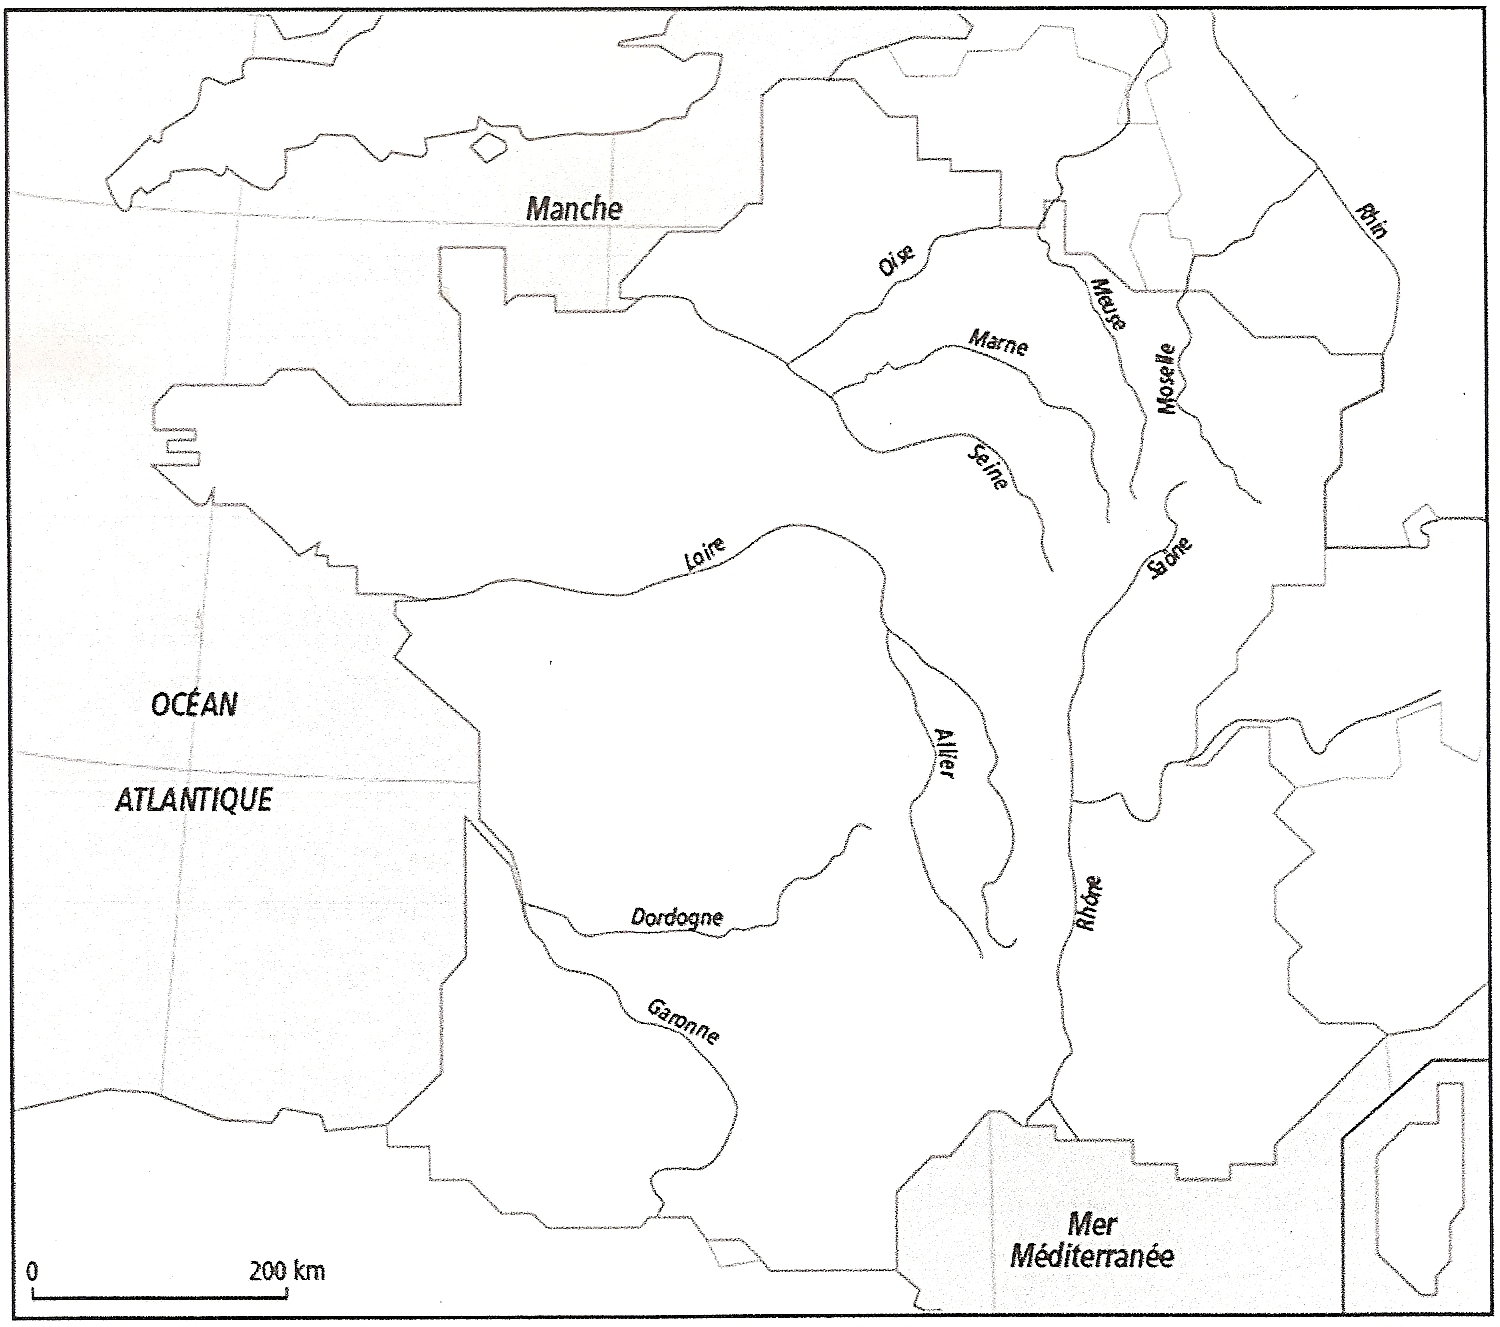 Manche
Rhin
Oise
Meuse
Marne
Moselle
Seine
Loire
Saône
OCÉAN
ATLANTIQUE
Allier
Rhône
Dordogne
Garonne
Mer
Méditerranée
0 200 km